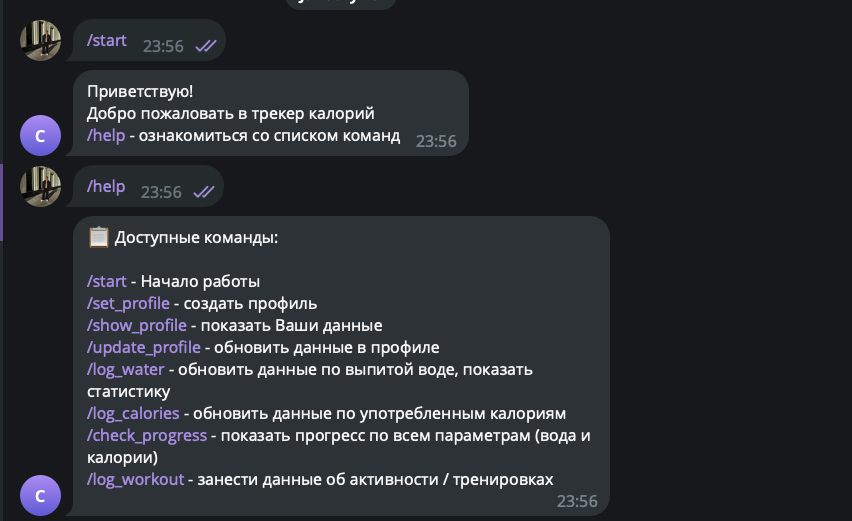 /start 23:56
Приветствую!
Добро пожаловать в трекер калорий
/help - ознакомиться со списком команд 23:56
/help 23:56
С
Доступные команды:
/start - Начало работы
/set_profile - создать профиль
/show_profile - показать Ваши данные
/update_profile - обновить данные в профиле
/log_water - обновить данные по выпитой воде, показать
статистику
/log_calories - обновить данные по употребленным калориям
/check_progress - показать прогресс по всем параметрам (вода и
калории)
/log_workout - занести данные об активности / тренировках
23:56
С